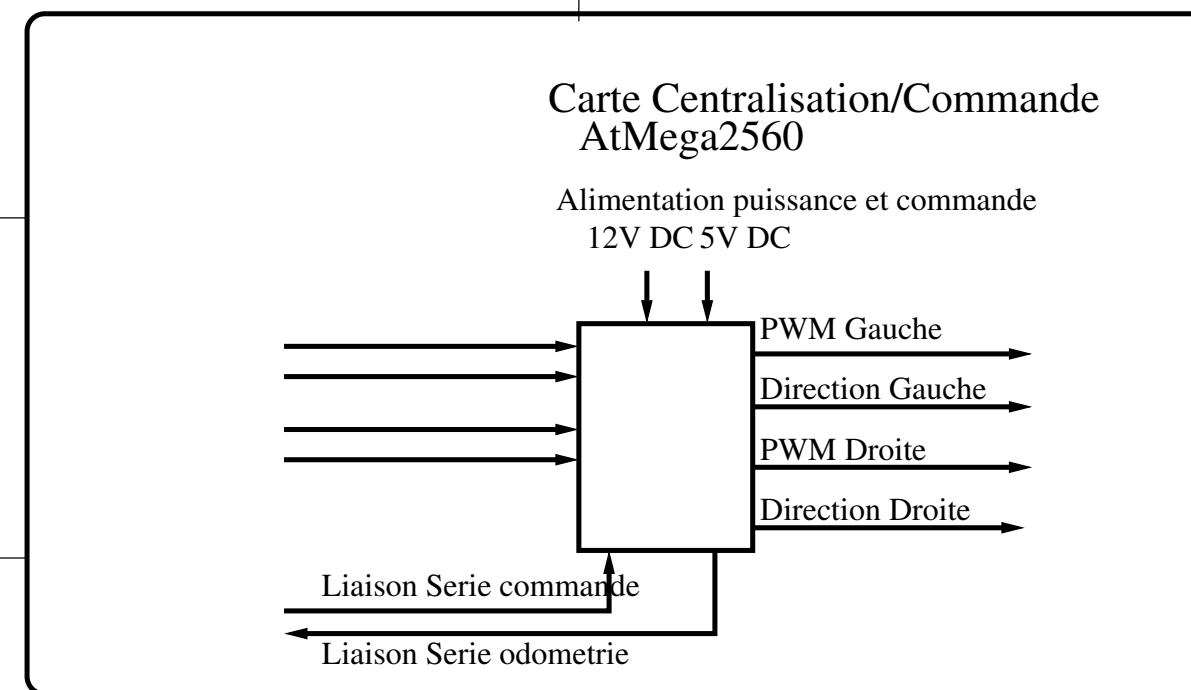 Carte Centralisation/Commande
AtMega2560
Alimentation puissance et commande
12V DC 5V DC
PWM Gauche
Direction Gauche
PWM Droite
Direction Droite
Liaison Serie commande
Liaison Serie odometrie